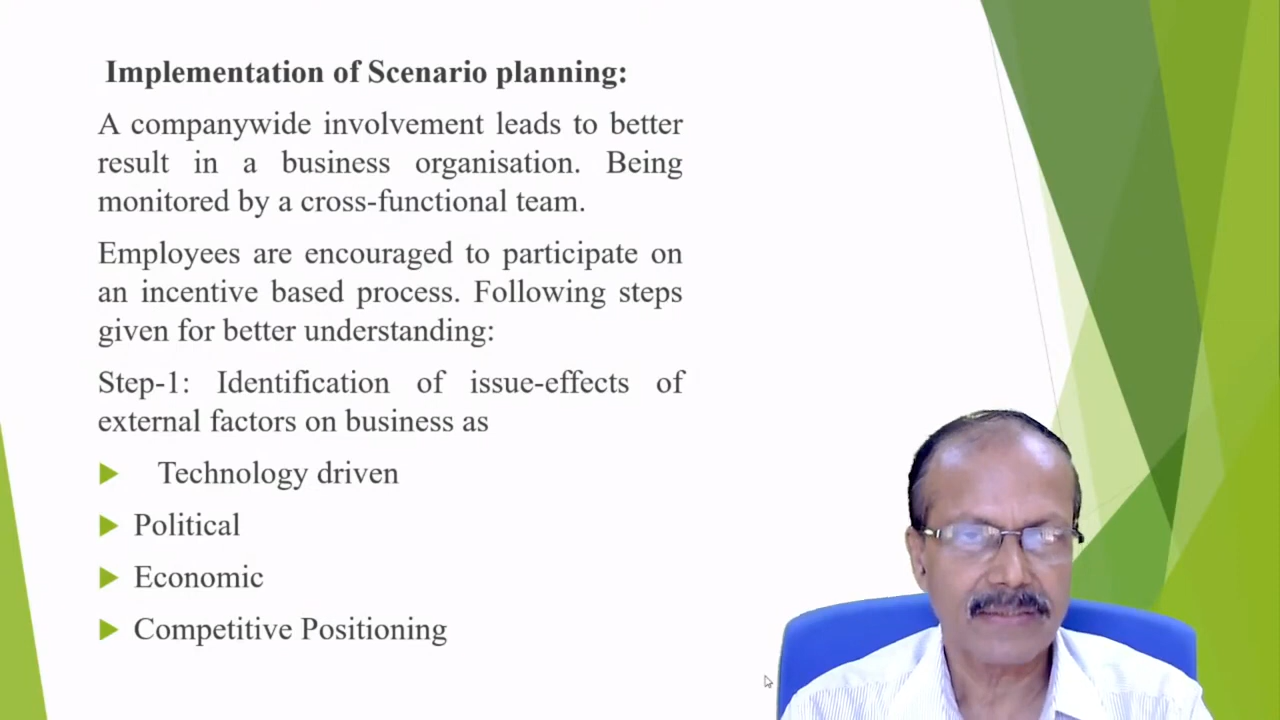 Implementation of Scenario planning:
A companywide involvement leads to better
result in a business organisation. Being
monitored by a cross-functional team.
Employees are encouraged to participate on
an incentive based process. Following steps
given for better understanding:
Step-1: Identification of issue-effects of
external factors on business as
Technology driven
Political
Economic
Competitive Positioning